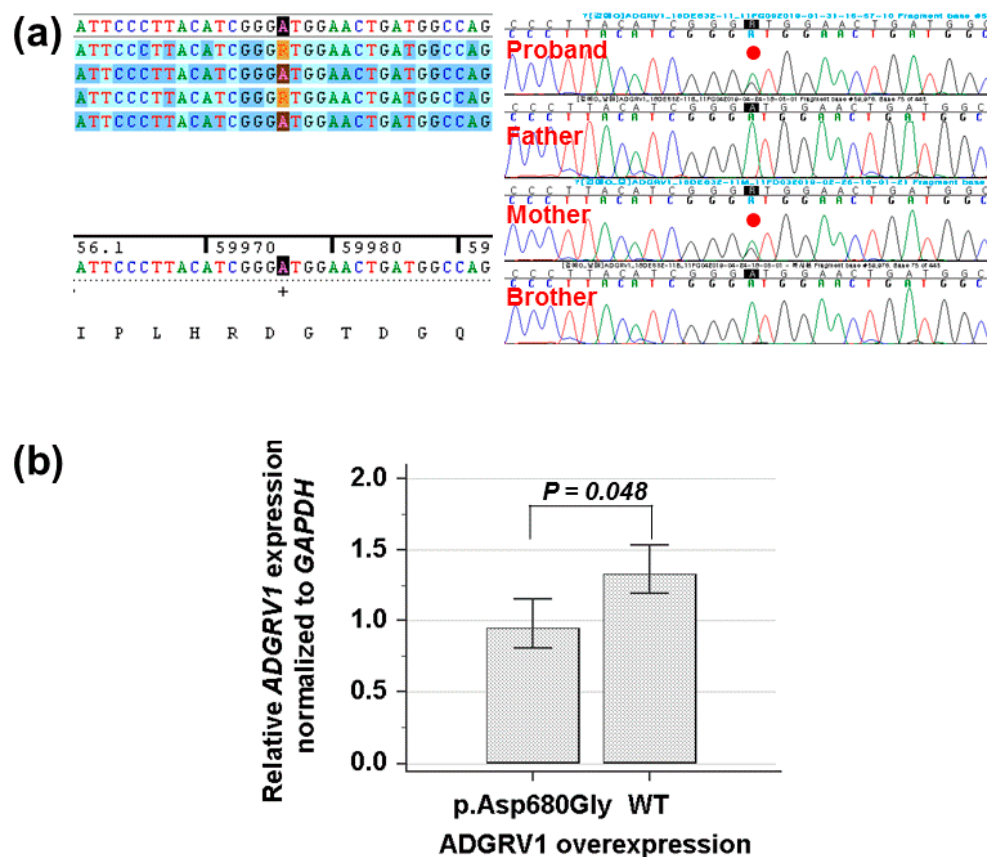 (a)
ATTCCCTTACATCGGGATGGAACTGATGGCCAG
ATTCCCTTACATCGGGRTGGAACTGATGGCCAG
ATTCCCTTACATCGGGATGGAACTGATGGCCAG
ATTCCCTTACATCGGGRTGGAACTGATGGCCAG
ATTCCCTTACATCGGGATGGAACTGATGGCCAG
56.1 59970 59980 59
ATTCCCTTACATCGGGATGGAACTGATGGCCAG
+
I P L H R D G T D G Q
C C C T T A C A T C G G G R T G G A A C T G A T G G C
Proband
C C C T T A C A T C G G G A T G G A A C T G A T G G C
Father
C C C T T A C A T C G G G R T G G A A C T G A T G G C
Mother
C C C T T A C A T C G G G A T G G A A C T G A T G G C
Brother
(b)
Relative ADGRV1 expression
normalized to GAPDH
2.0
1.5
1.0
0.5
0.0
P = 0.048
p.Asp680Gly WT
ADGRV1 overexpression